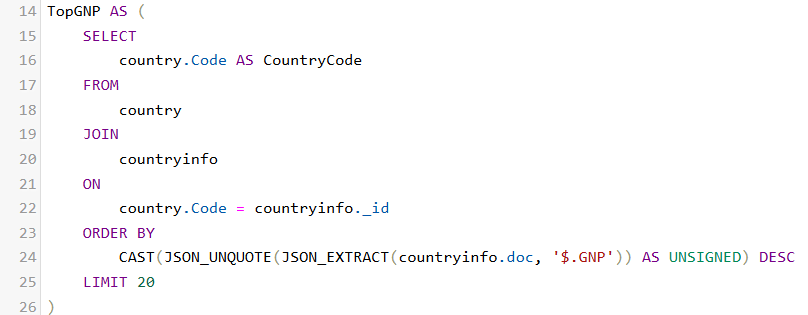 14 TopGNP AS (
15     SELECT
16         country.Code AS CountryCode
17     FROM
18         country
19     JOIN
20         countryinfo
21     ON
22         country.Code = countryinfo._id
23     ORDER BY
24         CAST(JSON_UNQUOTE(JSON_EXTRACT(countryinfo.doc, '$.GNP')) AS UNSIGNED) DESC
25     LIMIT 20
26 )